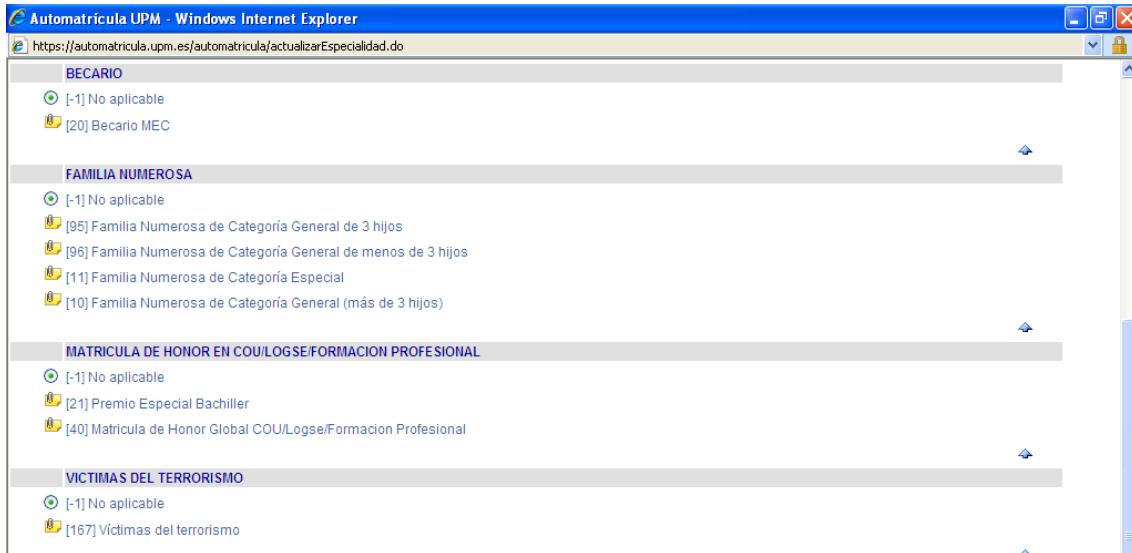 Automatrícula UPM - Windows Internet Explorer
https://automatricula.upm.es/automatricula/actualizarEspecialidad.do
BECARIO
[-1] No aplicable
[20] Becario MEC
FAMILIA NUMEROSA
[-1] No aplicable
[95] Familia Numerosa de Categoría General de 3 hijos
[96] Familia Numerosa de Categoría General de menos de 3 hijos
[11] Familia Numerosa de Categoría Especial
[10] Familia Numerosa de Categoría General (más de 3 hijos)
MATRICULA DE HONOR EN COU/LOGSE/FORMACION PROFESIONAL
[-1] No aplicable
[21] Premio Especial Bachiller
[40] Matricula de Honor Global COU/Logse/Formacion Profesional
VICTIMAS DEL TERRORISMO
[-1] No aplicable
[167] Víctimas del terrorismo